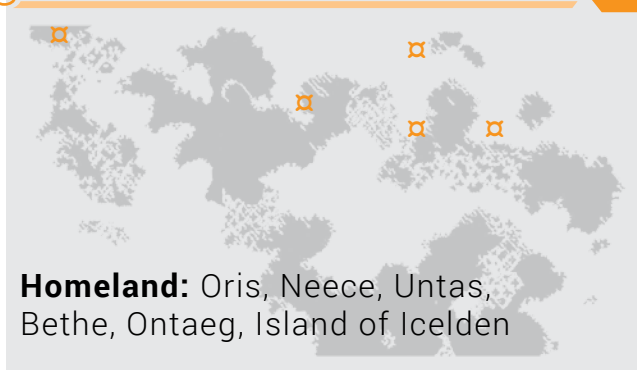 Homeland: Oris, Neece, Untas,
Bethe, Ontaeg, Island of Icelden